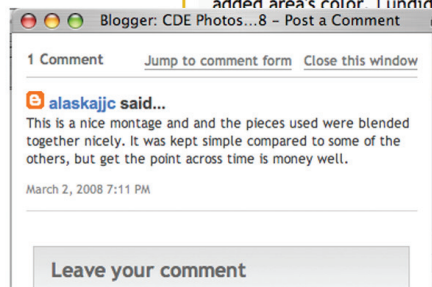 added area's color. I undid
Blogger: CDE Photos...8 – Post a Comment
1 Comment Jump to comment form Close this window
alaskajjc said...
This is a nice montage and and the pieces used were blended
together nicely. It was kept simple compared to some of the
others, but get the point across time is money well.
March 2, 2008 7:11 PM
Leave your comment